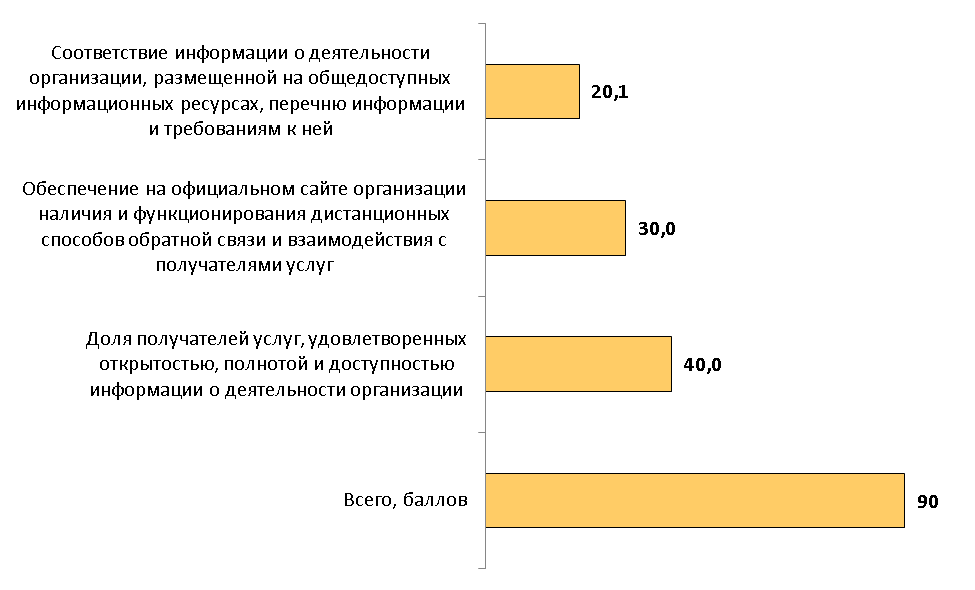 Соответствие информации о деятельности
организации, размещенной на общедоступных
информационных ресурсах, перечню информации
и требованиям к ней
20,1
Обеспечение на официальном сайте организации
наличия и функционирования дистанционных
способов обратной связи и взаимодействия с
получателями услуг
30,0
Доля получателей услуг, удовлетворенных
открытостью, полнотой и доступностью
информации о деятельности организации
40,0
Всего, баллов
90